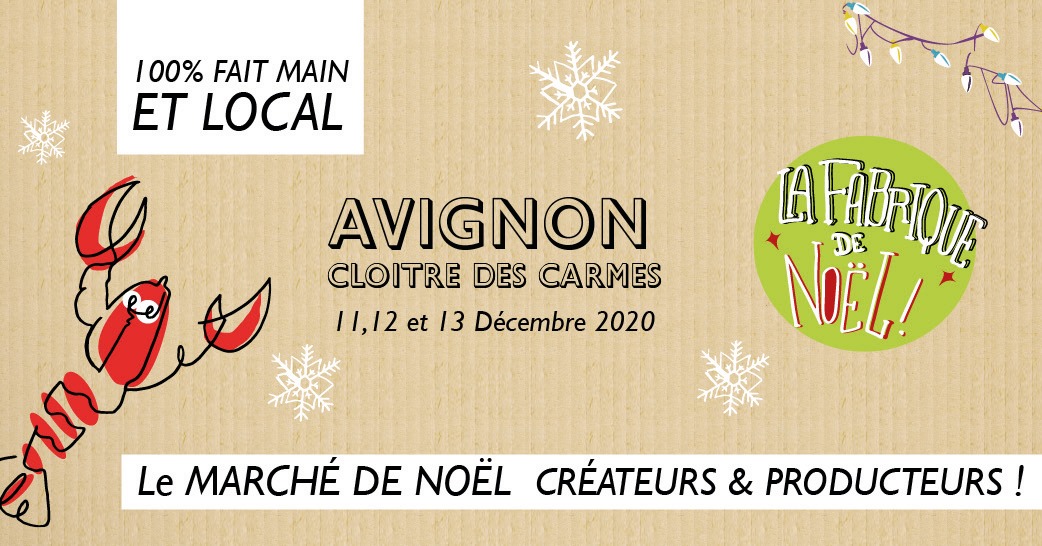 100% FAIT MAIN
ET LOCAL
AVIGNON
CLOITRE DES CARMES
11,12 et 13 Décembre 2020
LA FABRIQUE
DE
NOËL !
Le MARCHÉ DE NOËL CRÉATEURS & PRODUCTEURS !